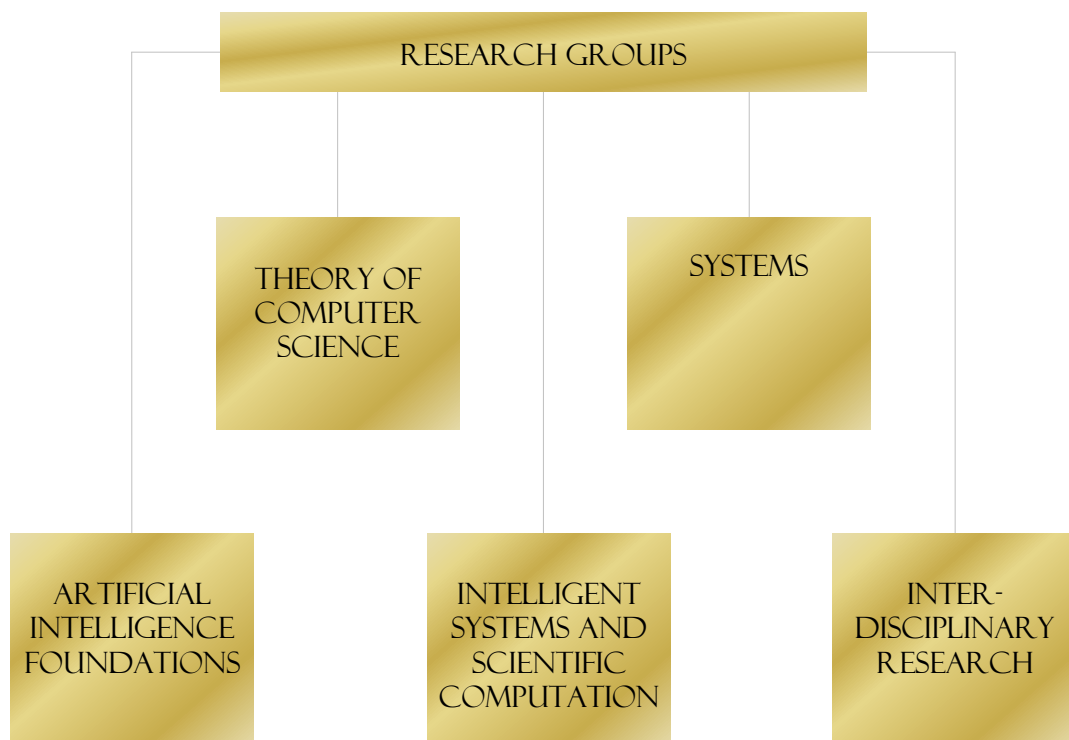 RESEARCH GROUPS
THEORY OF
COMPUTER
SCIENCE
SYSTEMS
ARTIFICIAL
INTELLIGENCE
FOUNDATIONS
INTELLIGENT
SYSTEMS AND
SCIENTIFIC
COMPUTATION
INTER-
DISCIPLINARY
RESEARCH